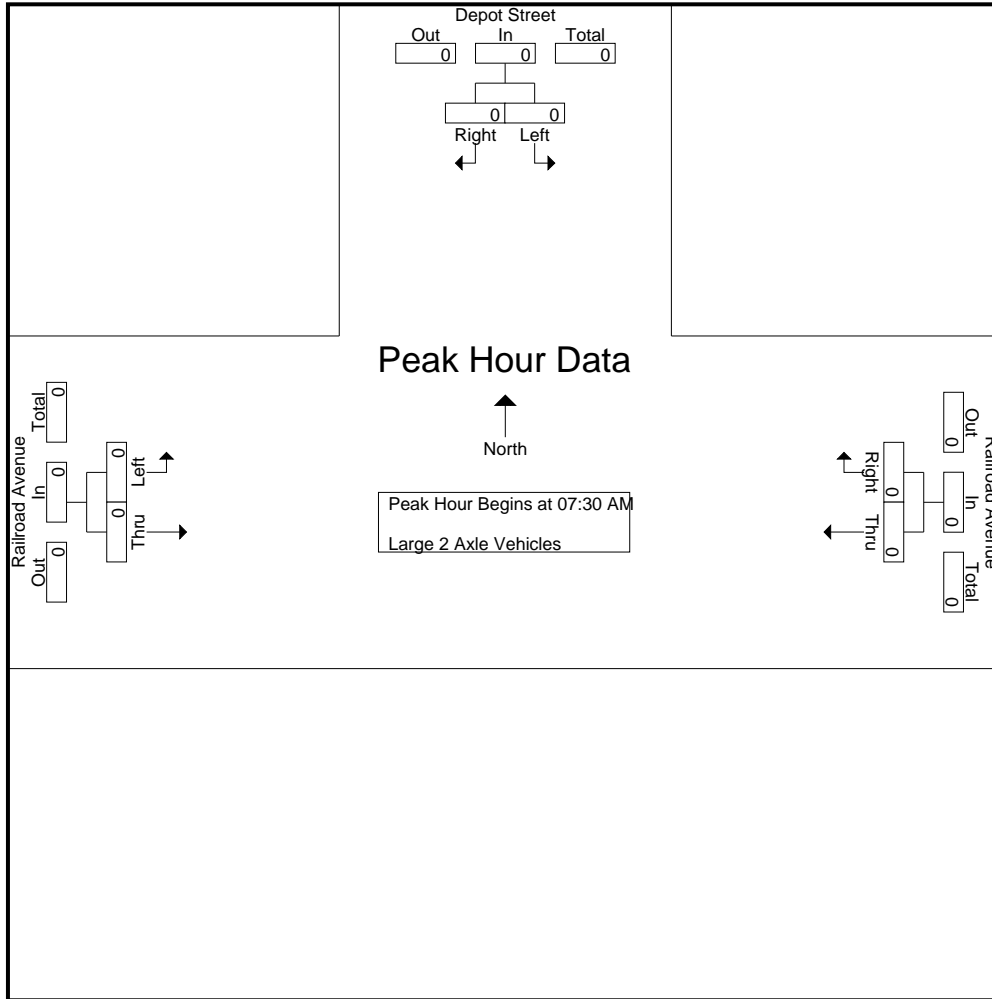 Depot Street
Out In Total
0 0 0
0 0
Right Left
Peak Hour Data
North
Peak Hour Begins at 07:30 AM
Large 2 Axle Vehicles
Railroad Avenue
Out In Total
0 0 0
0 0
Thru Left
Railroad Avenue
Out In Total
0 0 0
0 0
Right Thru